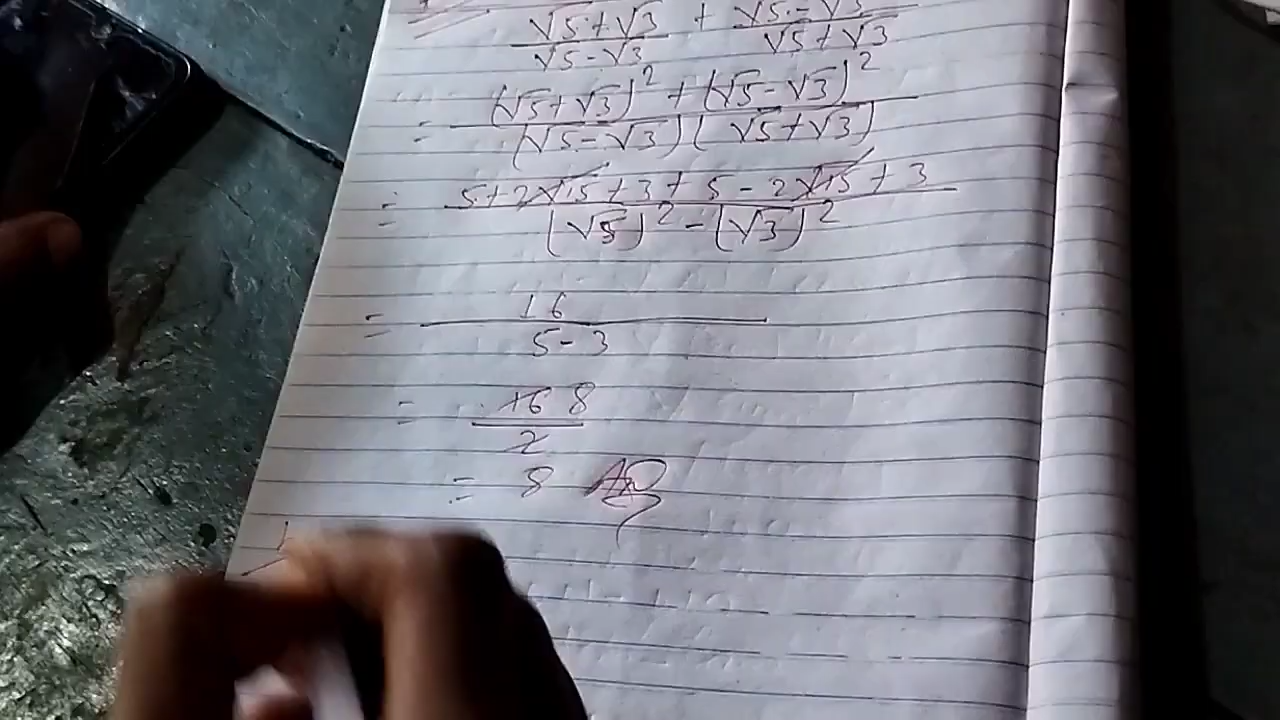 (√5+√3)/(√5-√3) + (√5-√3)/(√5+√3)
= ((√5+√3)² + (√5-√3)²)/((√5-√3)(√5+√3))
= (5+2√15+3+5-2√15+3)/((√5)²-(√3)²)
= 16/(5-3)
= 16 8/2
= 8 Ans